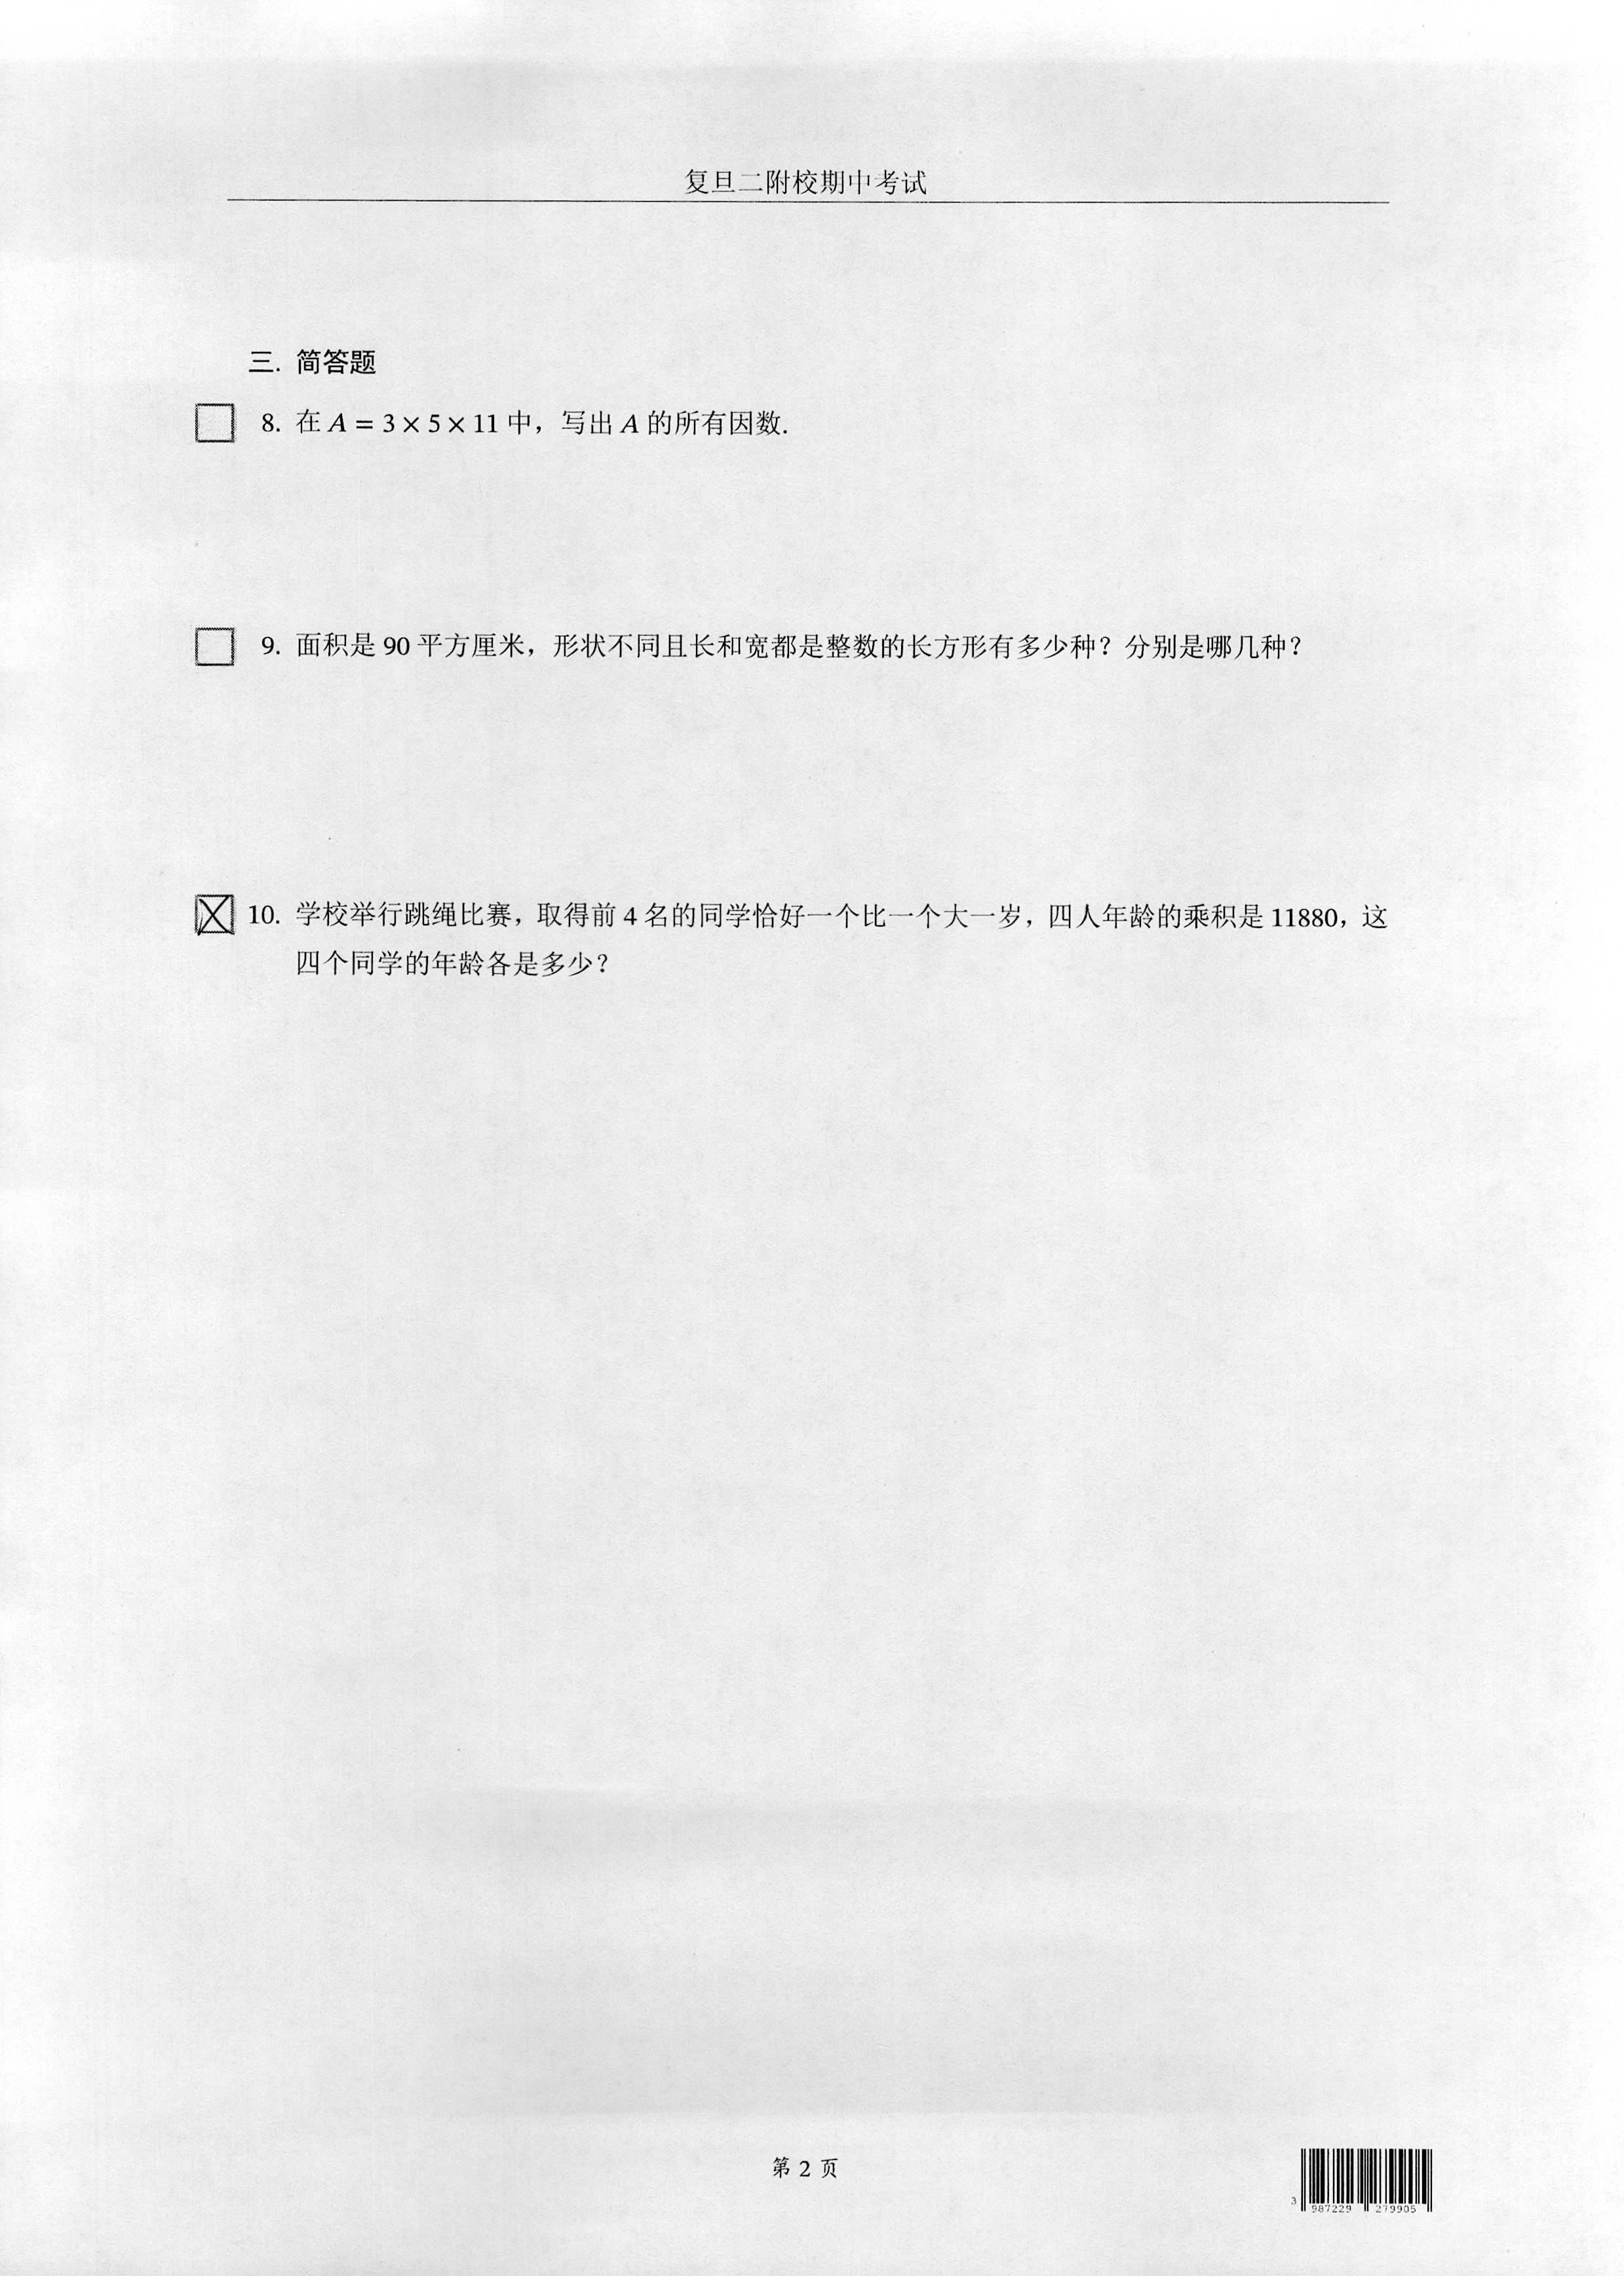 复旦二附校期中考试
三. 简答题
8. 在 A = 3 × 5 × 11 中，写出 A 的所有因数.
9. 面积是 90 平方厘米，形状不同且长和宽都是整数的长方形有多少种？分别是哪几种？
10. 学校举行跳绳比赛，取得前 4 名的同学恰好一个比一个大一岁，四人年龄的乘积是 11880，这
四个同学的年龄各是多少？
第 2 页
3 987229 279905